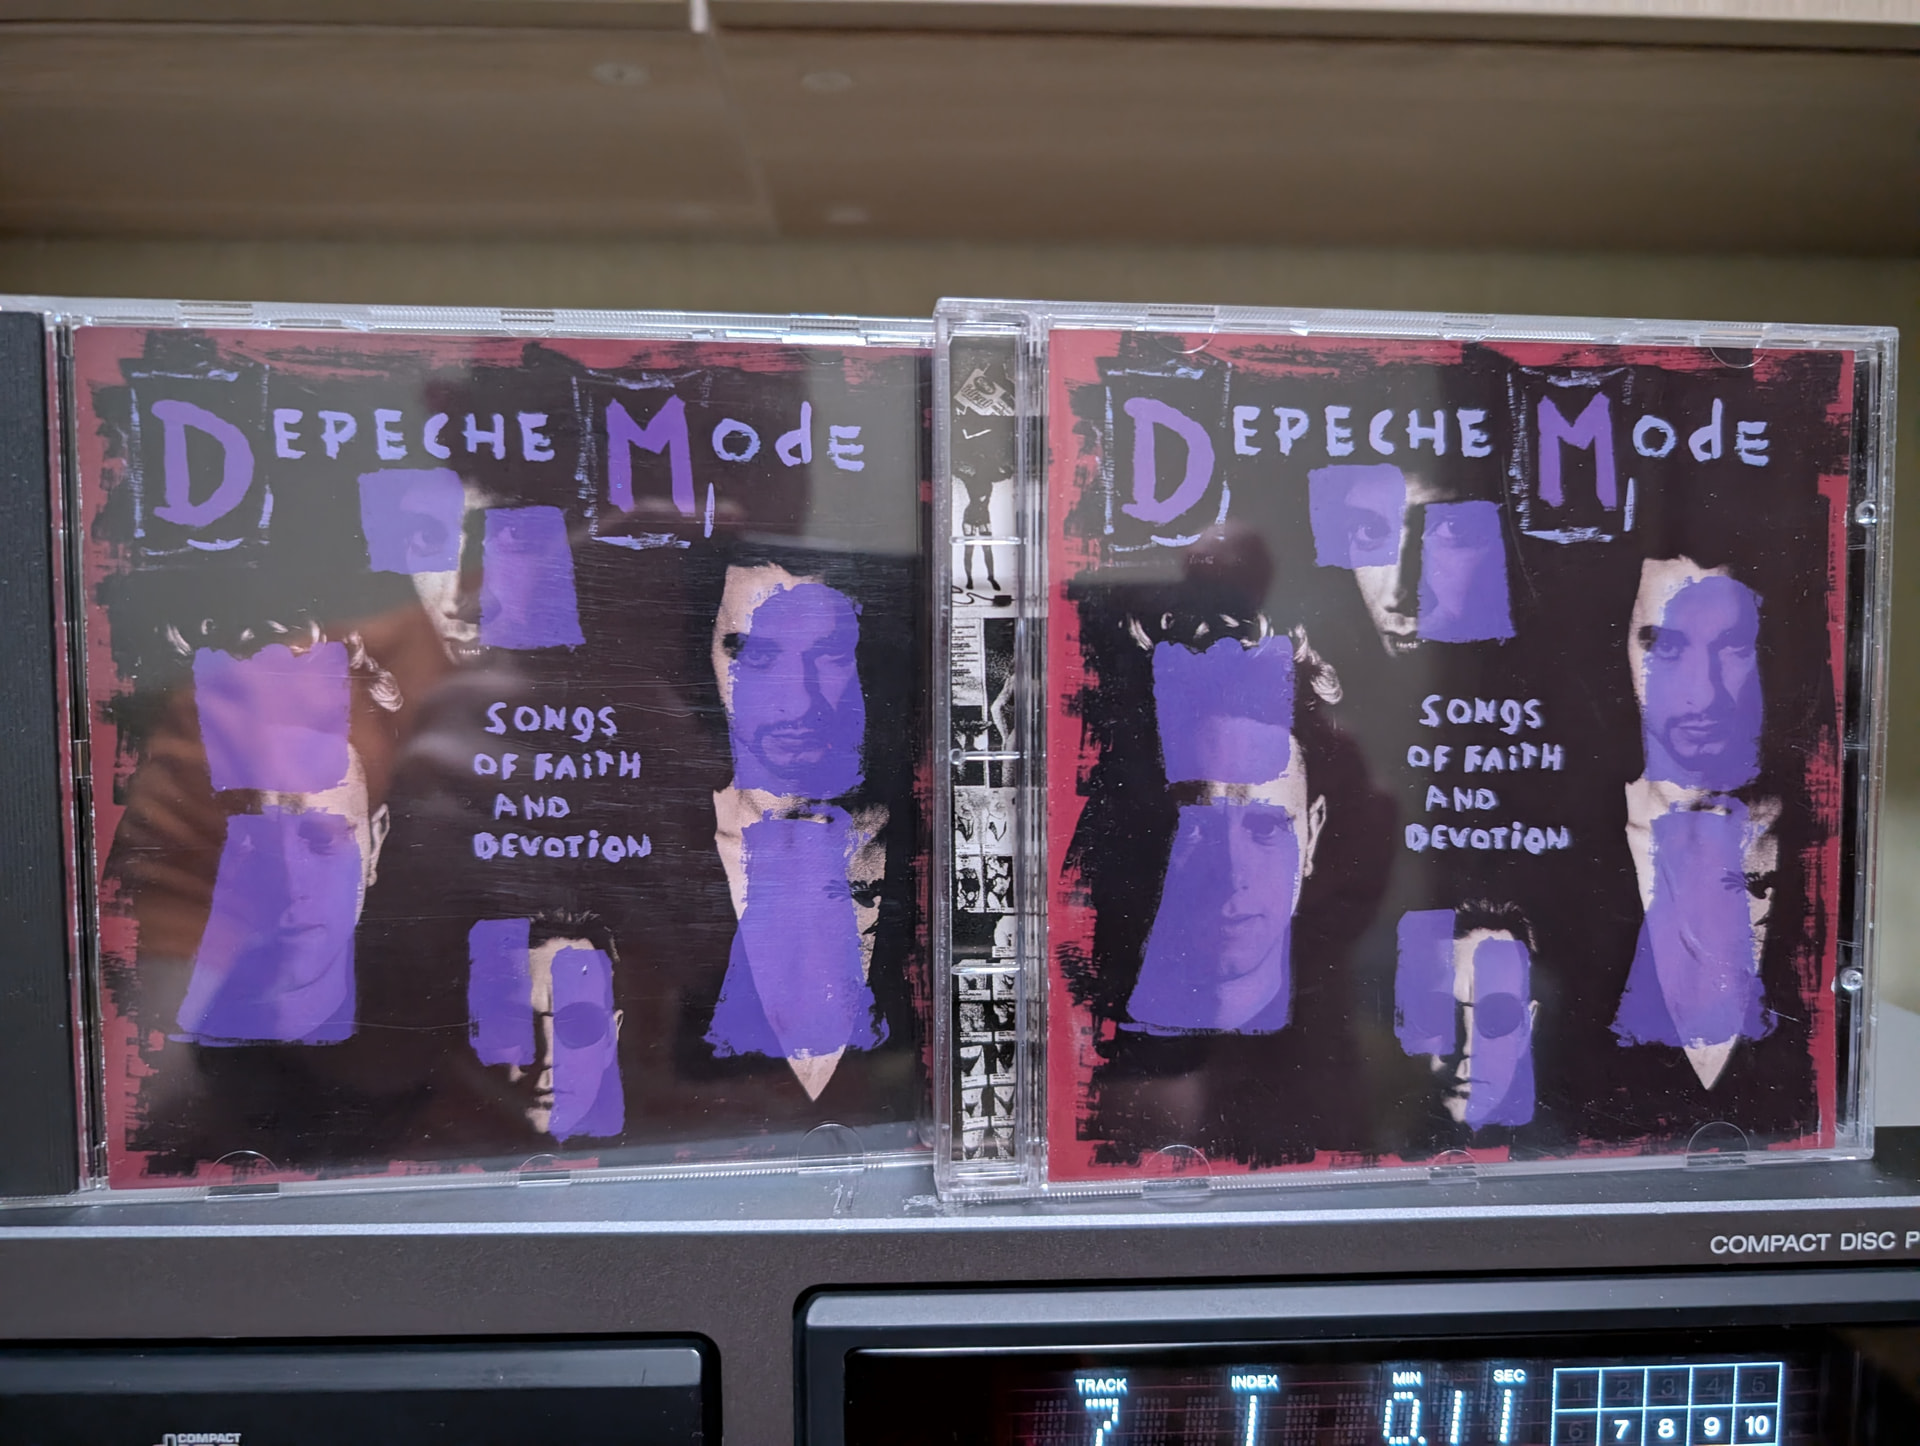 DEPECHE MODE
SONGS
OF FAITH
AND
DEVOTION
DEPECHE MODE
SONGS
OF FAITH
AND
DEVOTION
COMPACT DISC P
TRACK INDEX MIN SEC
7 1 0.11
1 2 3 4 5
6 7 8 9 10
COMPACT